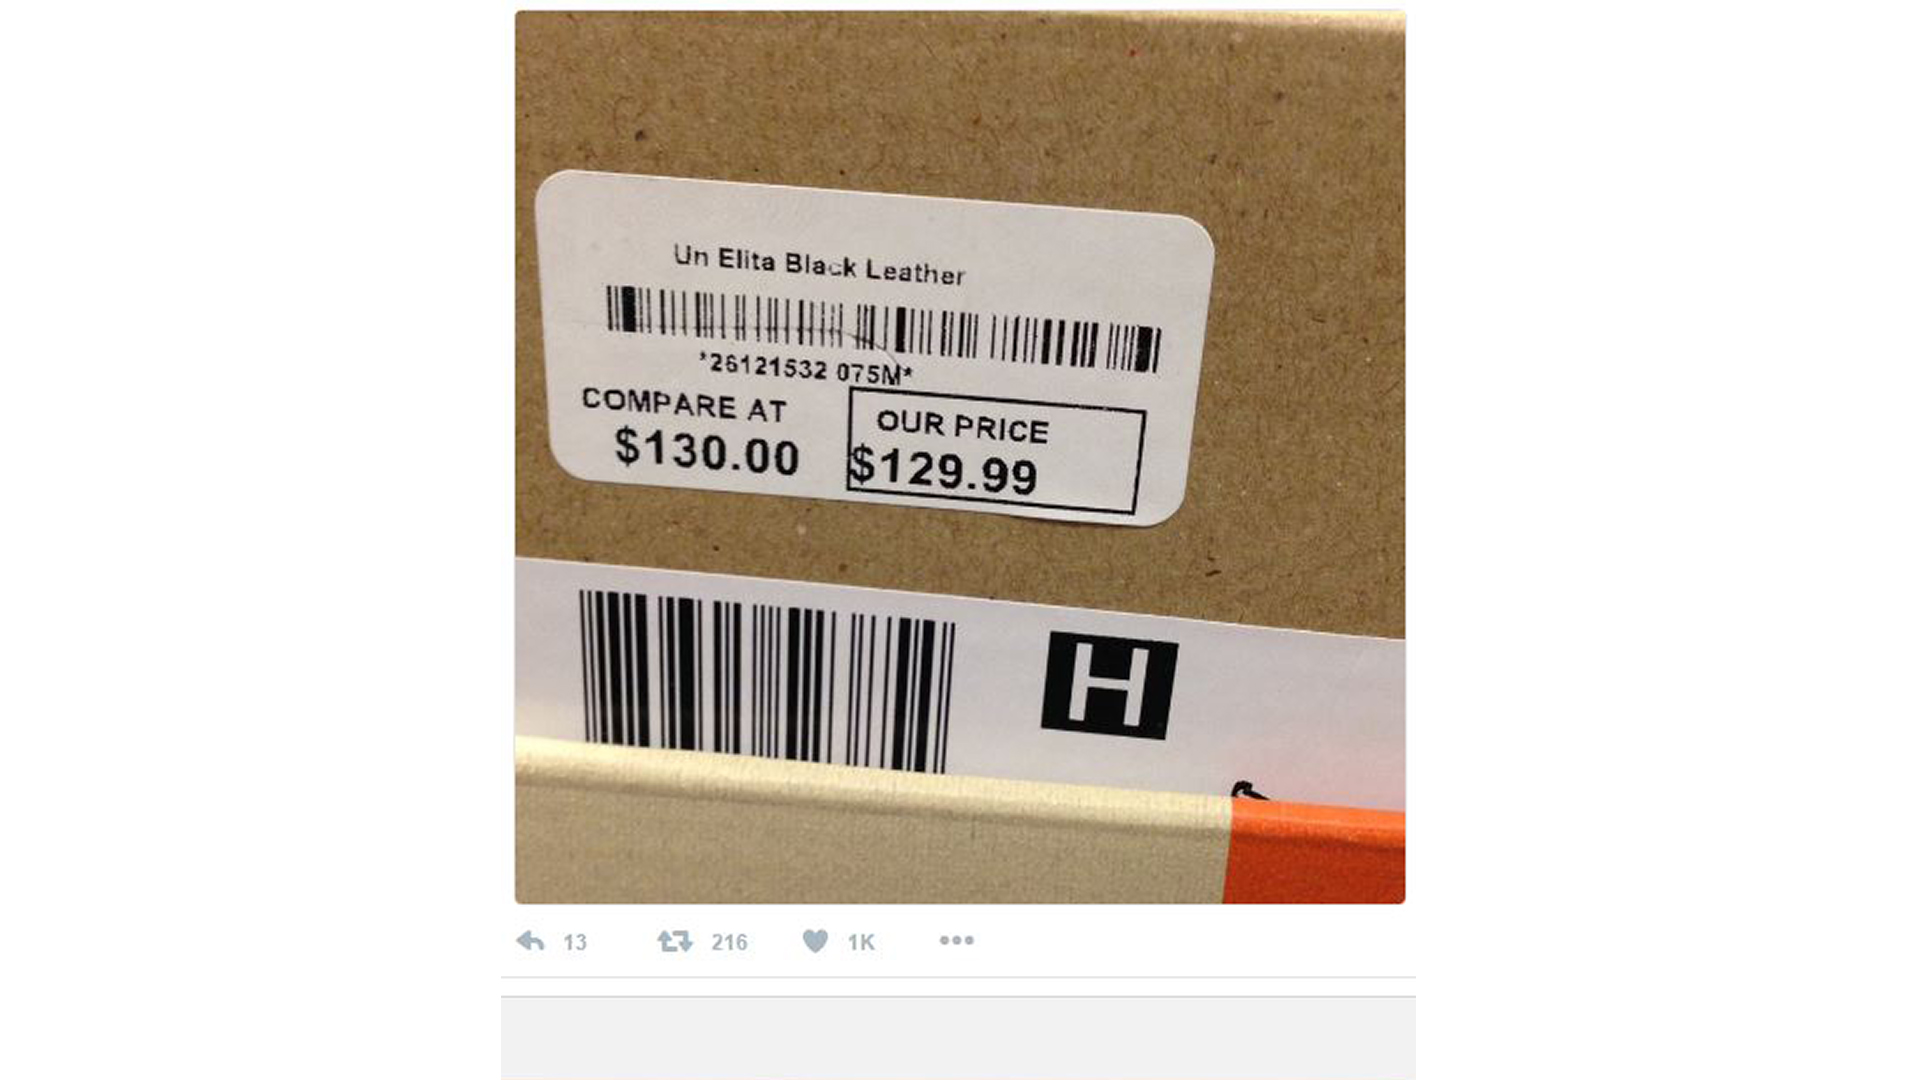 Un Elita Black Leather
*26121532 075M*
COMPARE AT
$130.00
OUR PRICE
$129.99
H
13 216 1K